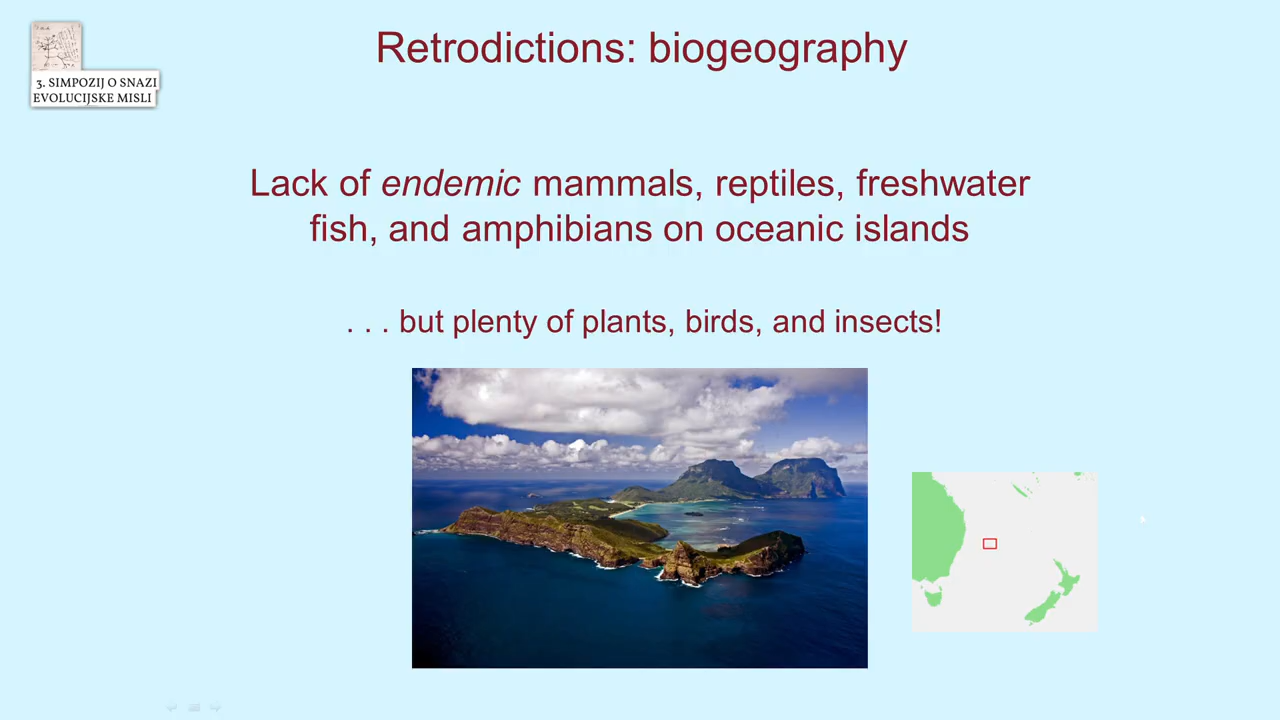 3. SIMPOZIJ O SNAZI
EVOLUCIJSKE MISLI
Retrodictions: biogeography
Lack of endemic mammals, reptiles, freshwater
fish, and amphibians on oceanic islands
. . . but plenty of plants, birds, and insects!